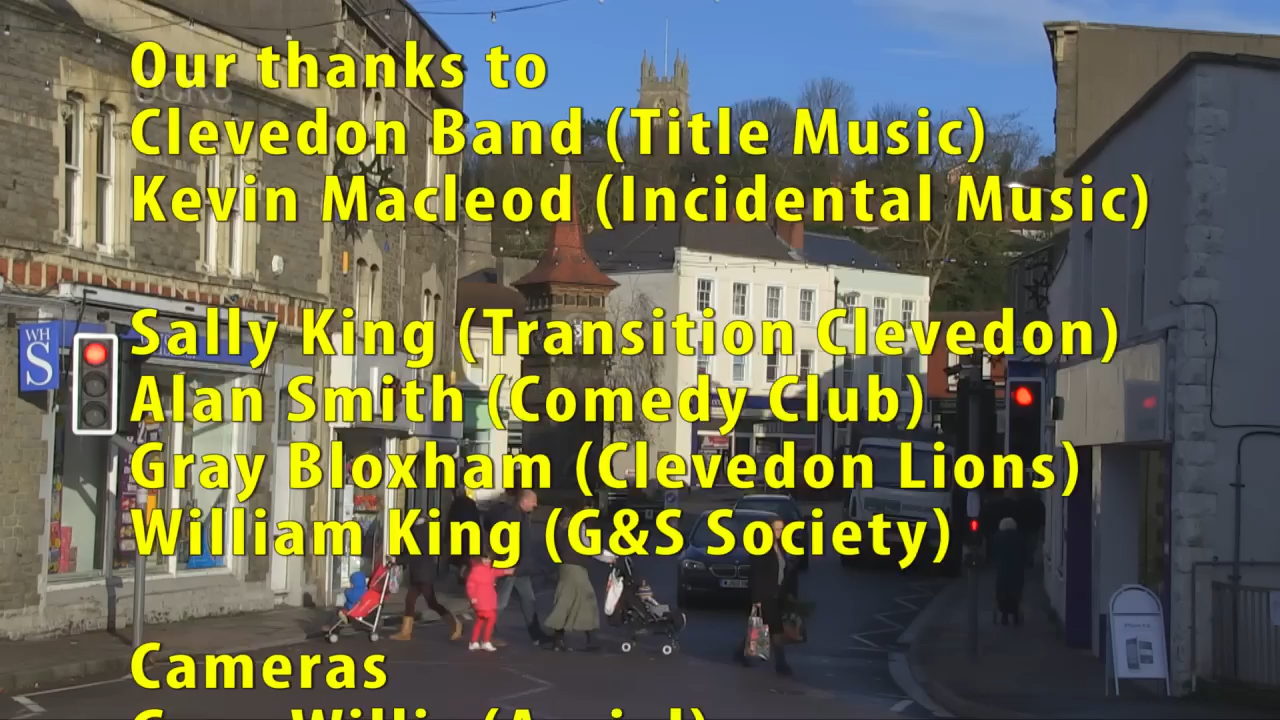 Our thanks to
Clevedon Band (Title Music)
Kevin Macleod (Incidental Music)
Sally King (Transition Clevedon)
Alan Smith (Comedy Club)
Gray Bloxham (Clevedon Lions)
William King (G&S Society)
WH
S
Cameras